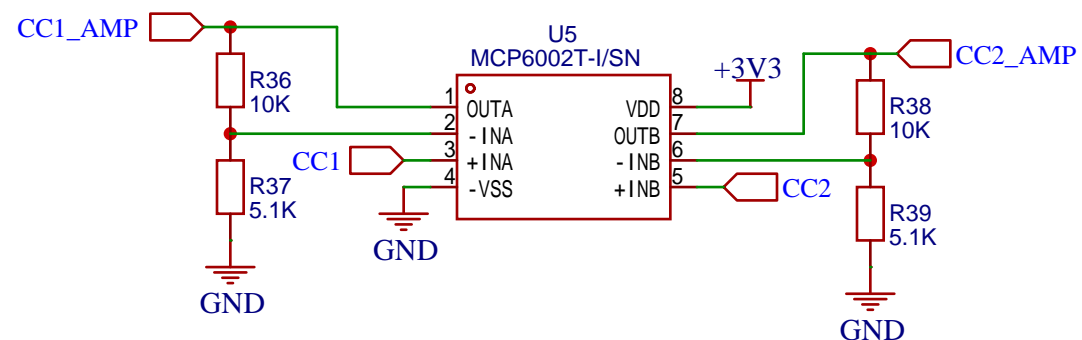 CC1_AMP
U5
MCP6002T-I/SN
+3V3
CC2_AMP
R36
10K
R38
10K
1
OUTA
VDD
8
2
-INA
OUTB
7
CC1
3
+INA
-INB
6
4
-VSS
+INB
5
CC2
R37
5.1K
R39
5.1K
GND
GND
GND